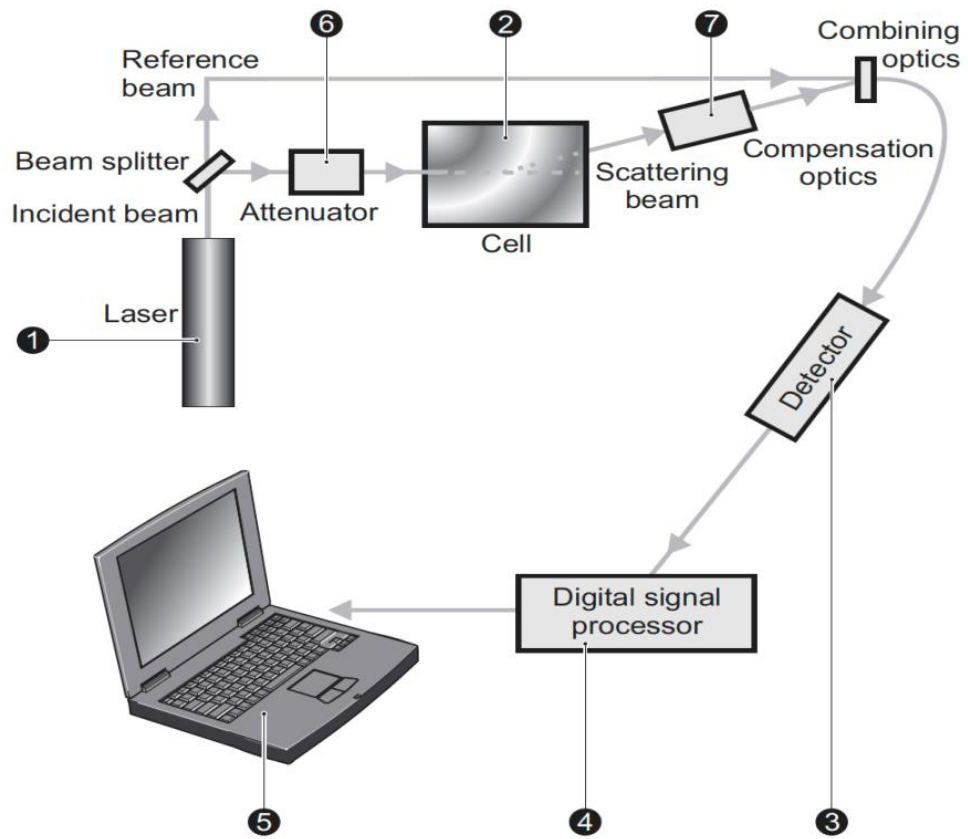 6
2
7
Combining
optics
Reference
beam
Beam splitter
Incident beam
Attenuator
Cell
Scattering
beam
Compensation
optics
Laser
1
Detector
3
Digital signal
processor
4
5